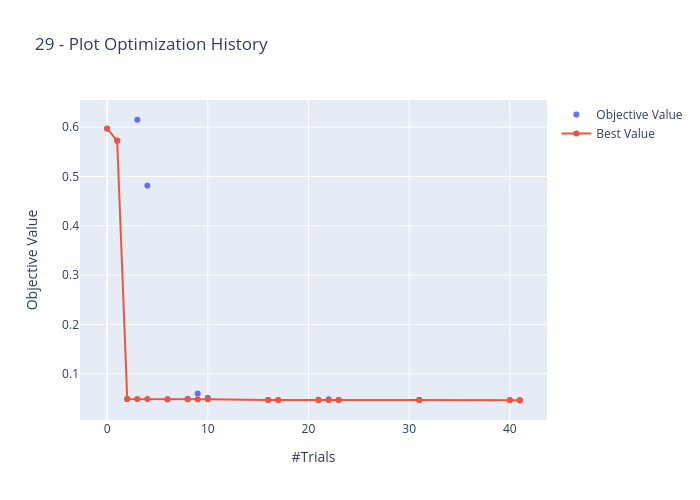 29 - Plot Optimization History
Objective Value
Best Value
Objective Value
0.6
0.5
0.4
0.3
0.2
0.1
0
10
20
30
40
#Trials